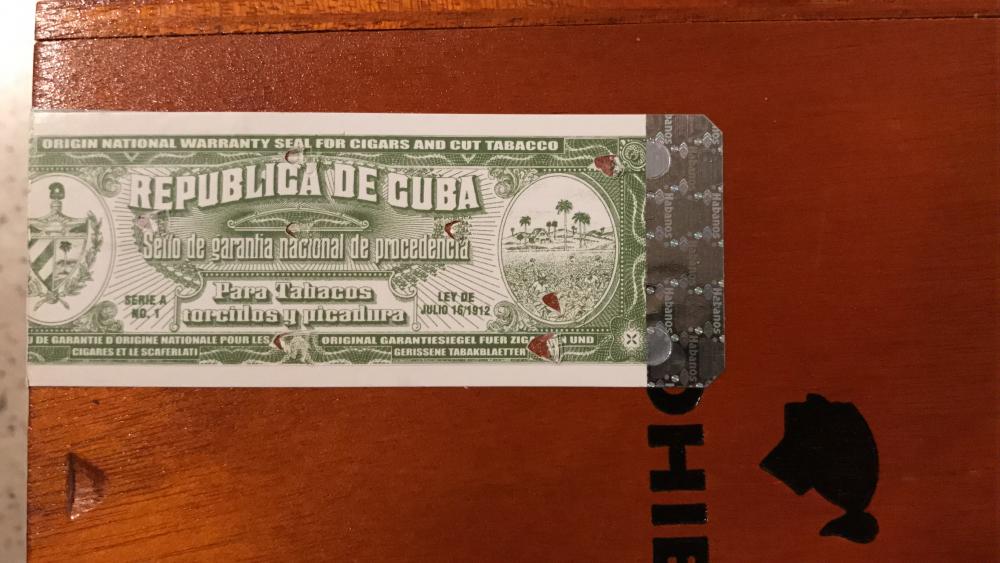 ORIGIN NATIONAL WARRANTY SEAL FOR CIGARS AND CUT TABACCO
REPUBLICA DE CUBA
Sello de garantia nacional de procedencia
SERIE A
NO. 1
Para Tabacos
torcidos y picadura
LEY DE
JULIO 16/1912
DE GARANTIE D ORIGINE NATIONALE POUR LES
CIGARES ET LE SCAFERLATI
ORIGINAL GARANTIESIEGEL FUER UND
GERISSENE TABAKBLAETTER
Habanos
Habanos
Habanos
Habanos
Habanos
OHIE